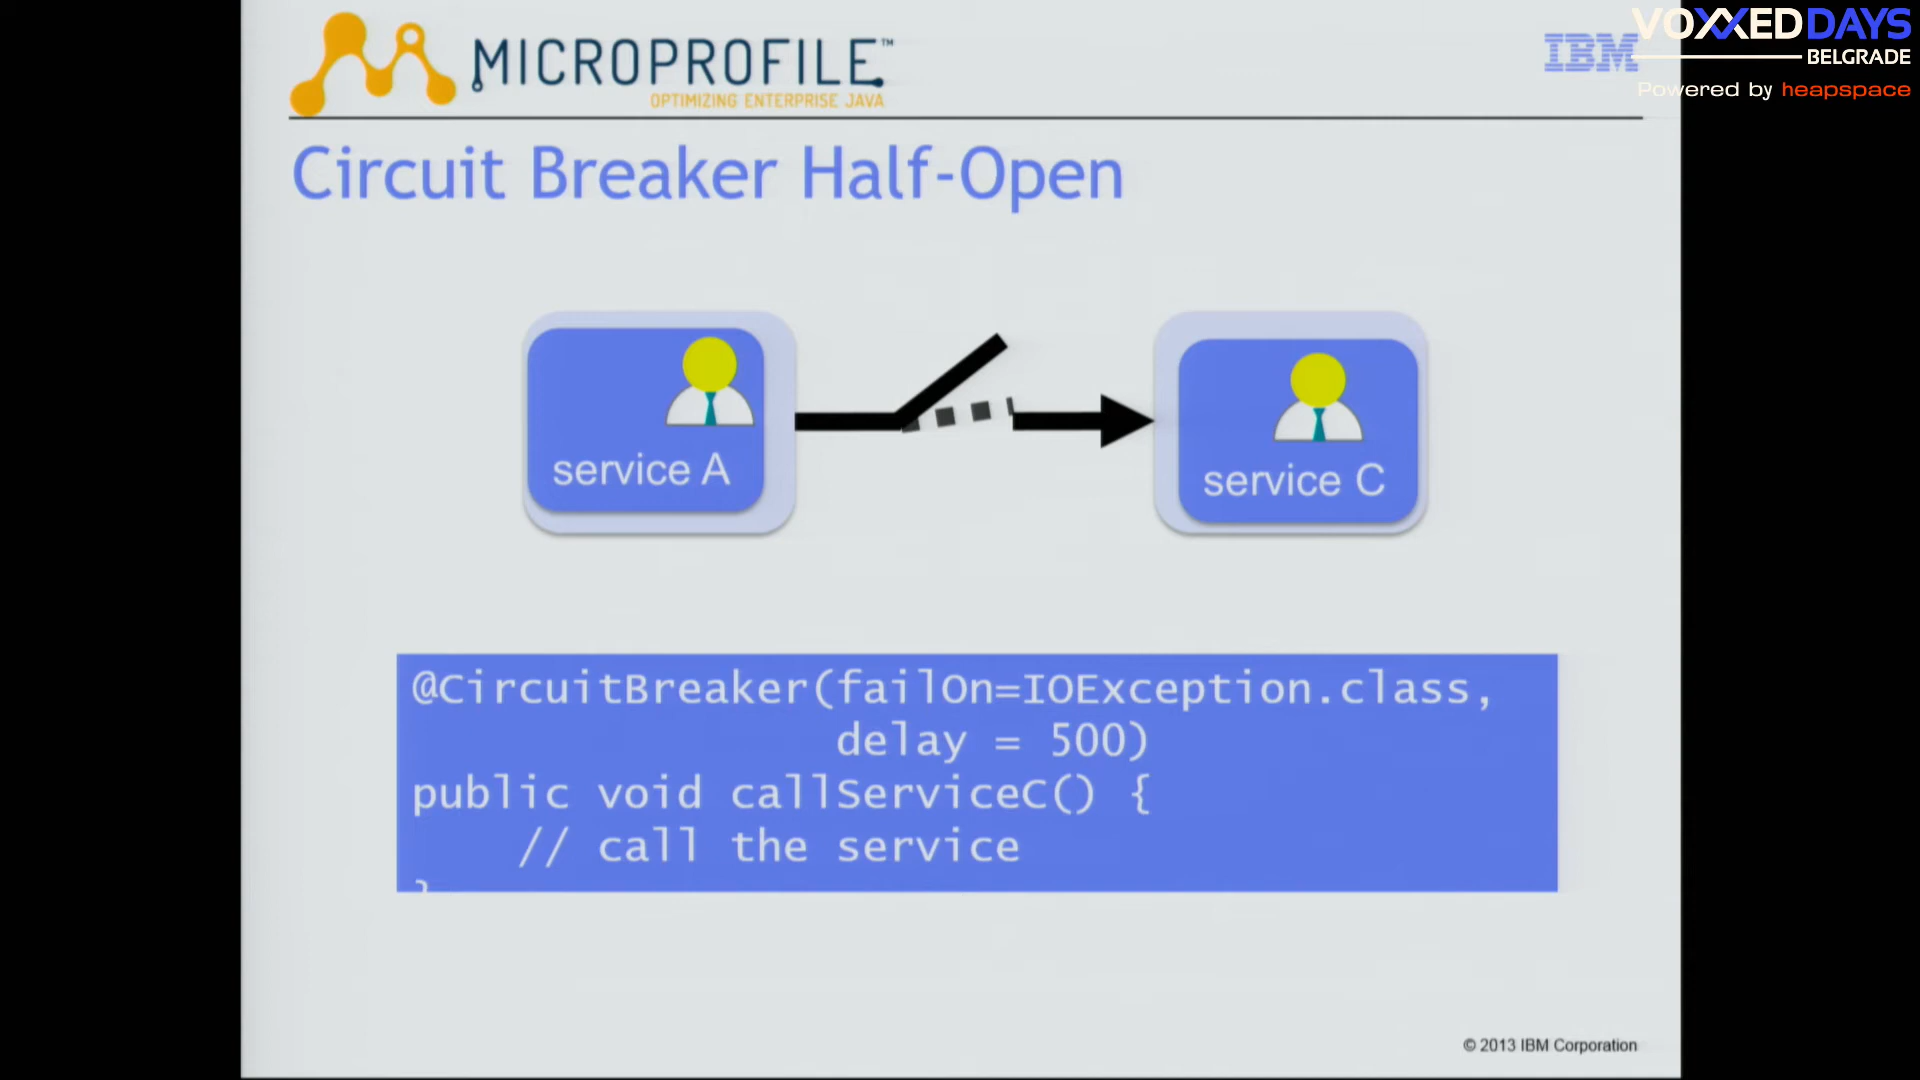 MICROPROFILE™
OPTIMIZING ENTERPRISE JAVA
IBM
VOXXED DAYS
BELGRADE
Powered by heapspace
Circuit Breaker Half-Open
service A
service C
@CircuitBreaker(failOn=IOException.class,
delay = 500)
public void callServiceC() {
// call the service
}
© 2013 IBM Corporation